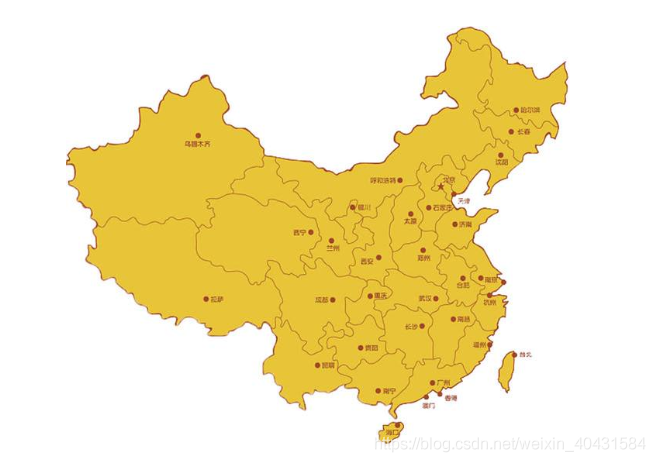 哈尔滨
长春
乌鲁木齐
沈阳
呼和浩特
北京
天津
银川
石家庄
太原
济南
西宁
兰州
西安
郑州
合肥
南京
拉萨
成都
重庆
武汉
杭州
长沙
南昌
贵阳
福州
台北
昆明
南宁
广州
香港
澳门
海口
https://blog.csdn.net/weixin_40431584